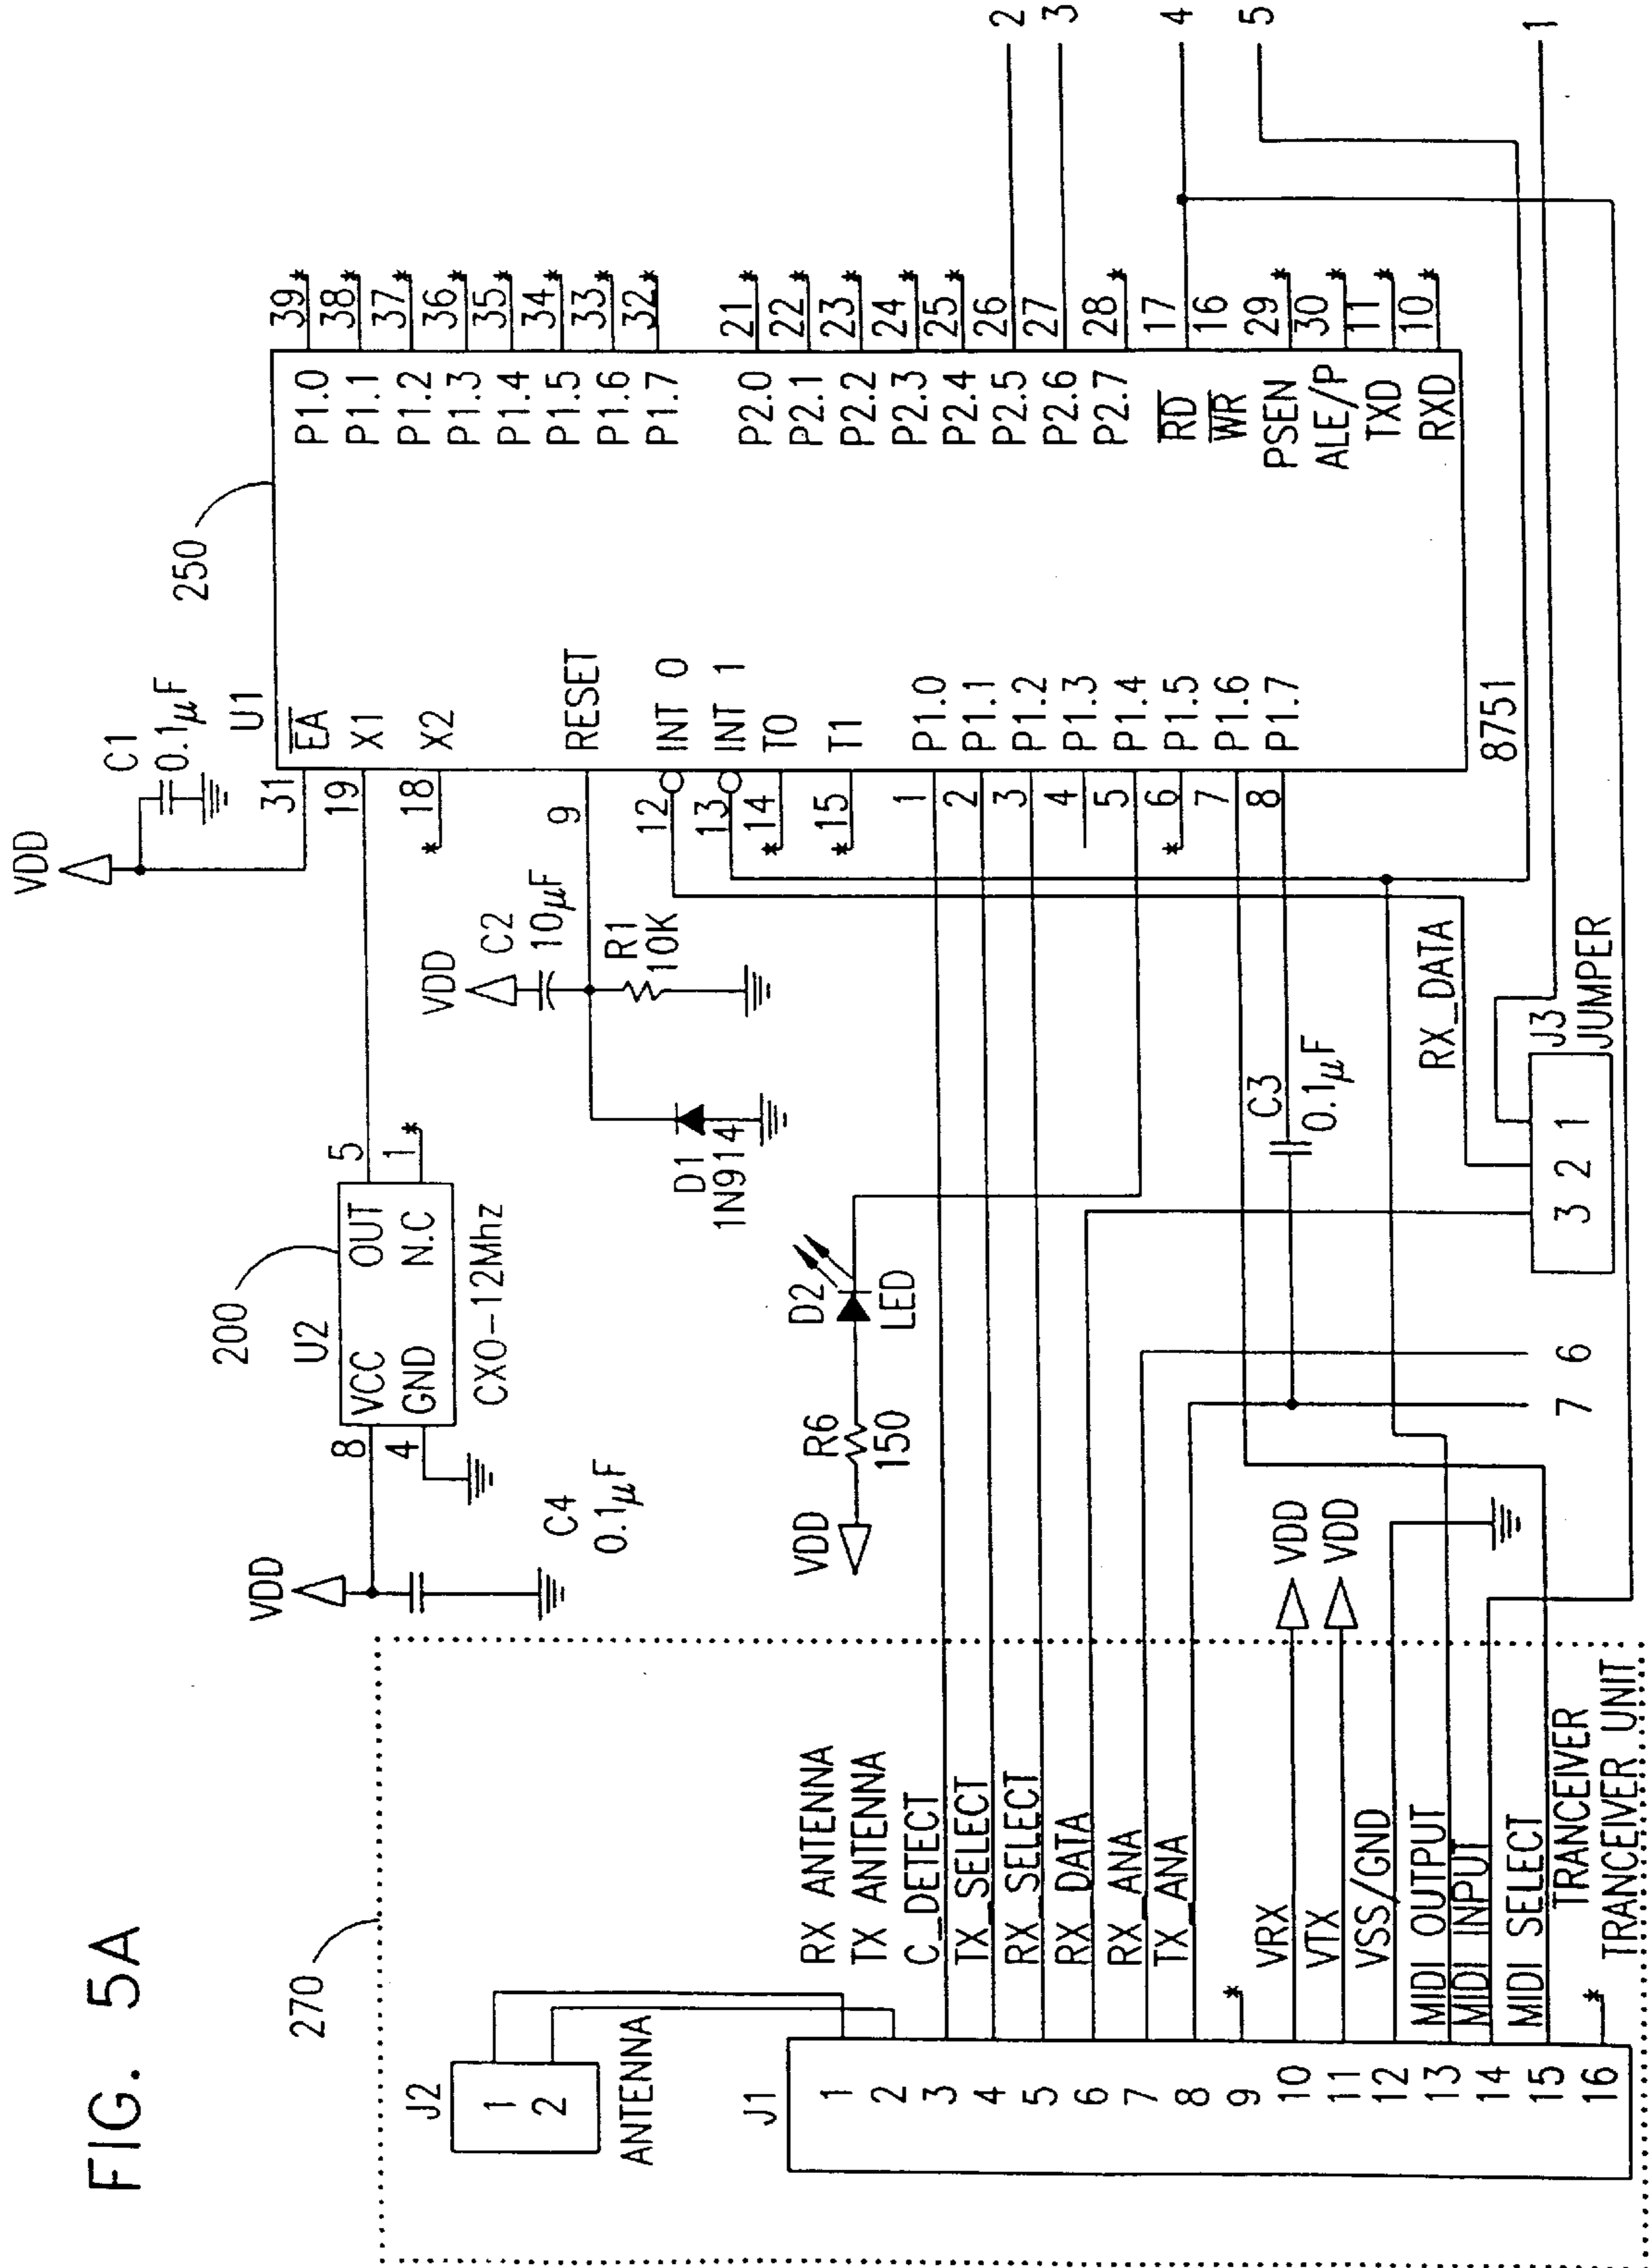 FIG. 5A
270
J2
1
2
ANTENNA
J1
1
2
3
4
5
6
7
8
9
10
11
12
13
14
15
16
RX ANTENNA
TX ANTENNA
C_DETECT
TX_SELECT
RX_SELECT
RX_DATA
RX_ANA
TX_ANA
*
VRX
VTX
VSS/GND
MIDI OUTPUT
MIDI INPUT
MIDI SELECT
*
TRANCEIVER
TRANCEIVER UNIT
VDD
VDD
VDD
C4
0.1µF
200
U2
8 VCC OUT 5
4 GND N.C 1*
CXO-12Mhz
VDD
R6
150
D2
LED
7 6
D1
1N914
VDD
C2
10µF
R1
10K
C3
0.1µF
RX_DATA
3 2 1
J3
JUMPER
VDD
C1
0.1µF
U1
250
31 EA
19 X1
*18 X2
9 RESET
12 INT 0
13 INT 1
*14 T0
*15 T1
1 P1.0
2 P1.1
3 P1.2
4 P1.3
5 P1.4
*6 P1.5
7 P1.6
8 P1.7
8751
P1.0 39*
P1.1 38*
P1.2 37*
P1.3 36*
P1.4 35*
P1.5 34*
P1.6 33*
P1.7 32*
P2.0 21*
P2.1 22*
P2.2 23*
P2.3 24*
P2.4 25*
P2.5 26
P2.6 27
P2.7 28*
RD 17
WR 16
PSEN 29*
ALE/P 30*
TXD 11*
RXD 10*
2
3
4
5
1